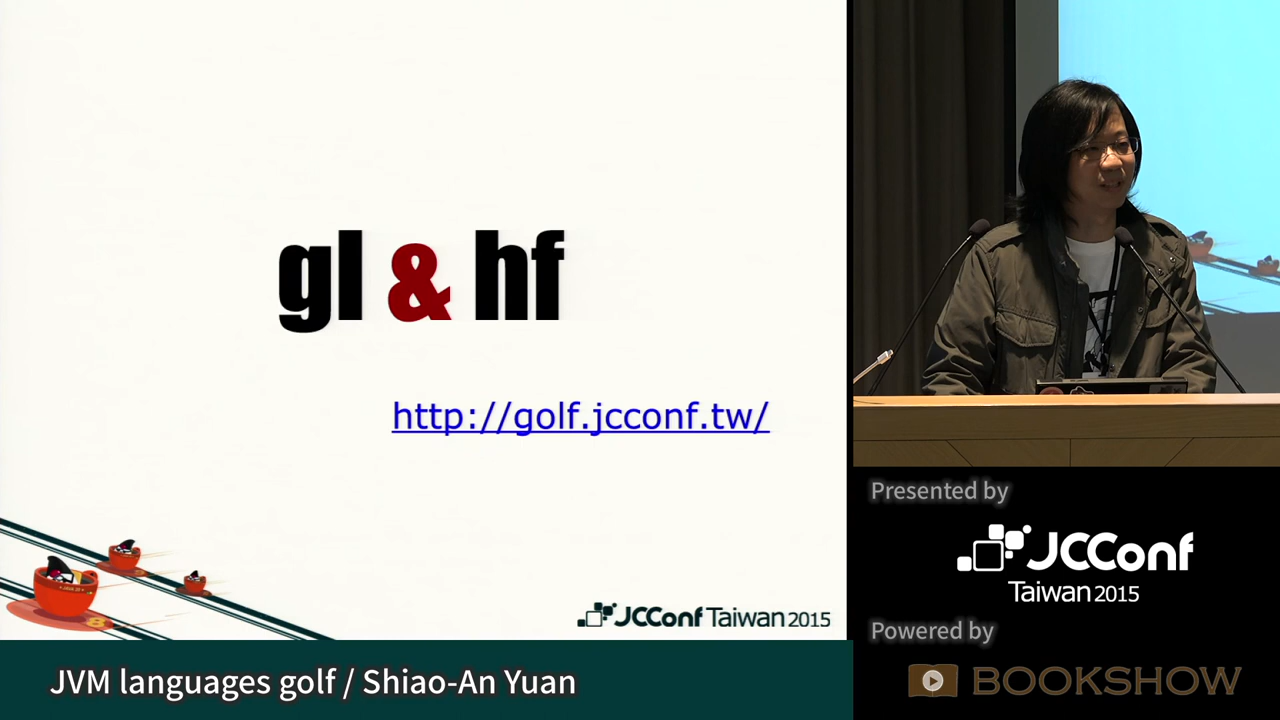 gl & hf
http://golf.jcconf.tw/
JCConf Taiwan 2015
JVM languages golf / Shiao-An Yuan
Presented by
JCConf
Taiwan 2015
Powered by
BOOKSHOW